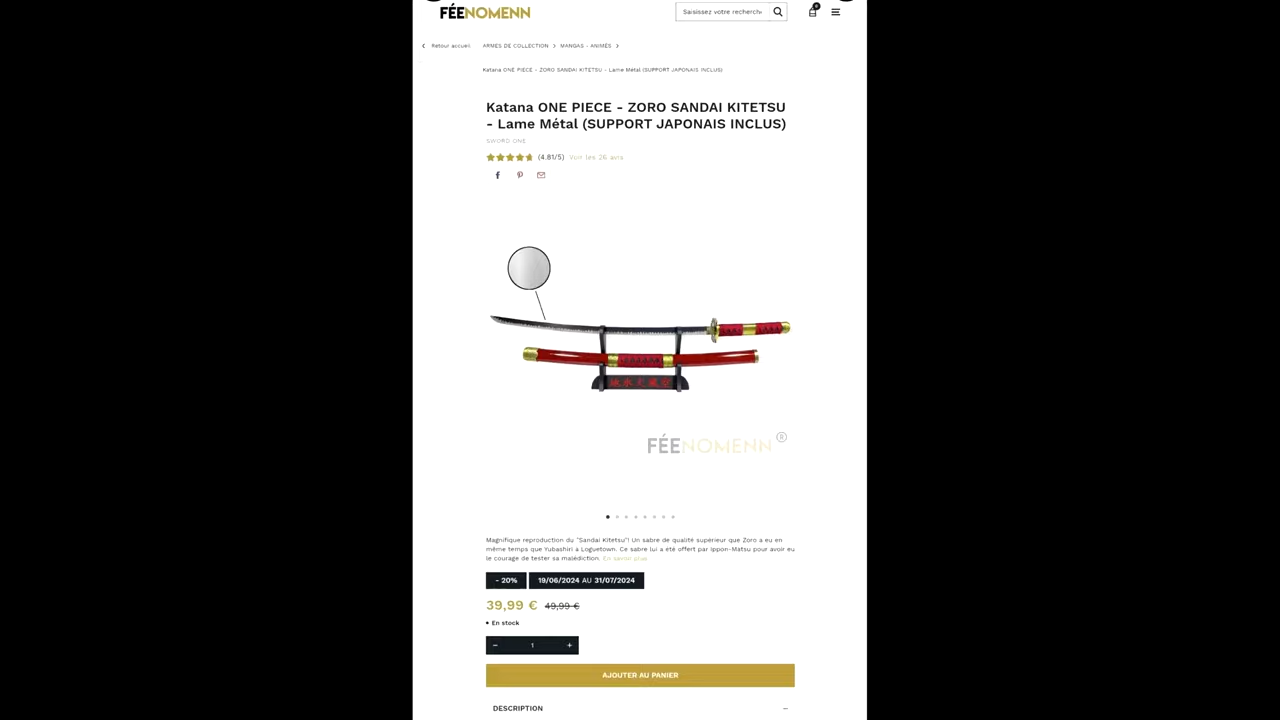 FÉENOMENN
Saisissez votre recherch
0
Retour accueil
ARMES DE COLLECTION
MANGAS - ANIMÉS
Katana ONE PIECE - ZORO SANDAI KITETSU - Lame Métal (SUPPORT JAPONAIS INCLUS)
Katana ONE PIECE - ZORO SANDAI KITETSU
- Lame Métal (SUPPORT JAPONAIS INCLUS)
SWORD ONE
(4.81/5) Voir les 26 avis
FÉENOMENN ®
Magnifique reproduction du "Sandai Kitetsu"! Un sabre de qualité supérieur que Zoro a eu en
même temps que Yubashiri à Loguetown. Ce sabre lui a été offert par Ippon-Matsu pour avoir eu
le courage de tester sa malédiction. En savoir plus
- 20%
19/06/2024 AU 31/07/2024
39,99 € 49,99 €
En stock
− 1 +
AJOUTER AU PANIER
DESCRIPTION −